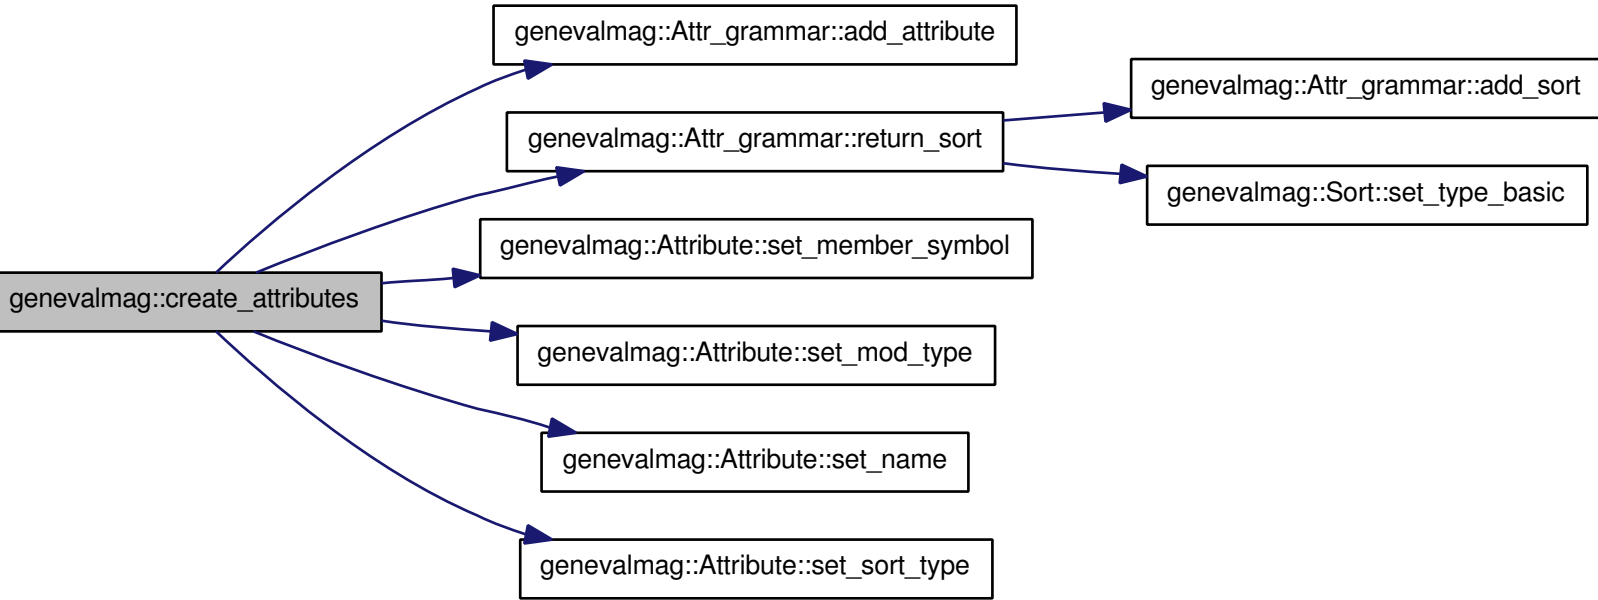 genevalmag::Attr_grammar::add_attribute
genevalmag::Attr_grammar::add_sort
genevalmag::Attr_grammar::return_sort
genevalmag::Sort::set_type_basic
genevalmag::Attribute::set_member_symbol
genevalmag::create_attributes
genevalmag::Attribute::set_mod_type
genevalmag::Attribute::set_name
genevalmag::Attribute::set_sort_type